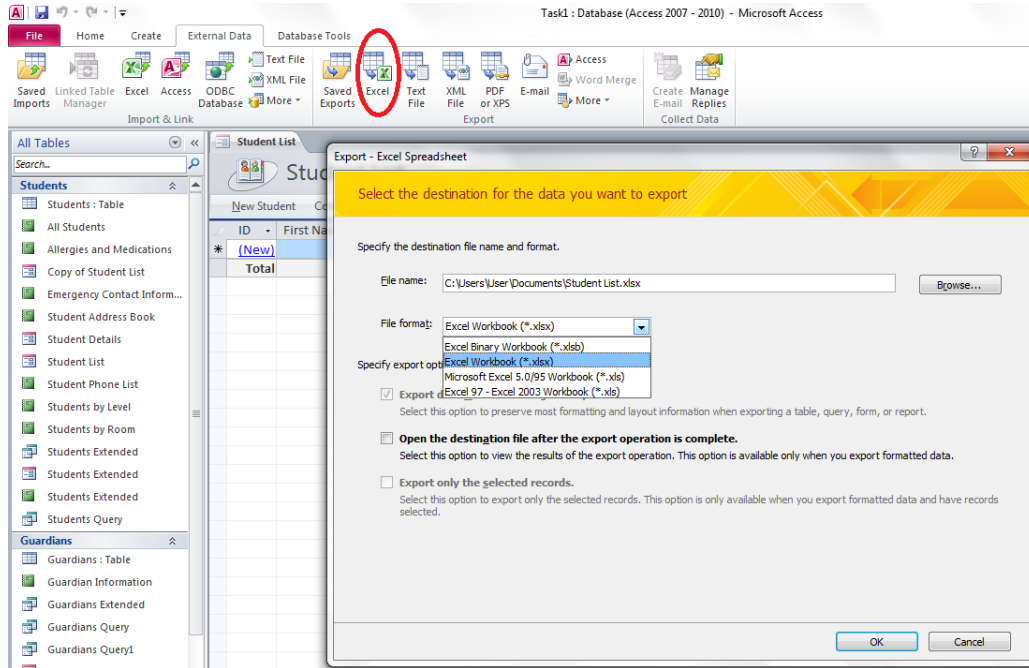 Task1 : Database (Access 2007 - 2010) - Microsoft Access
File Home Create External Data Database Tools
Saved Imports
Linked Table Manager
Excel
Access
ODBC Database
Text File
XML File
More
Saved Exports
Excel
Text File
XML File
PDF or XPS
E-mail
Access
Word Merge
More
Create E-mail
Manage Replies
Import & Link
Export
Collect Data
All Tables
Search..
Students
Students : Table
All Students
Allergies and Medications
Copy of Student List
Emergency Contact Inform...
Student Address Book
Student Details
Student List
Student Phone List
Students by Level
Students by Room
Students Extended
Students Extended
Students Extended
Students Query
Guardians
Guardians : Table
Guardian Information
Guardians Extended
Guardians Query
Guardians Query1
Student List
New Student
ID First Na
* (New)
Total
Export - Excel Spreadsheet
Select the destination for the data you want to export
Specify the destination file name and format.
File name: C:\Users\User\Documents\Student List.xlsx Browse...
File format: Excel Workbook (*.xlsx)
Excel Binary Workbook (*.xlsb)
Excel Workbook (*.xlsx)
Microsoft Excel 5.0/95 Workbook (*.xls)
Excel 97 - Excel 2003 Workbook (*.xls)
Specify export opti
Export d
Select this option to preserve most formatting and layout information when exporting a table, query, form, or report.
Open the destination file after the export operation is complete.
Select this option to view the results of the export operation. This option is available only when you export formatted data.
Export only the selected records.
Select this option to export only the selected records. This option is only available when you export formatted data and have records
selected.
OK Cancel